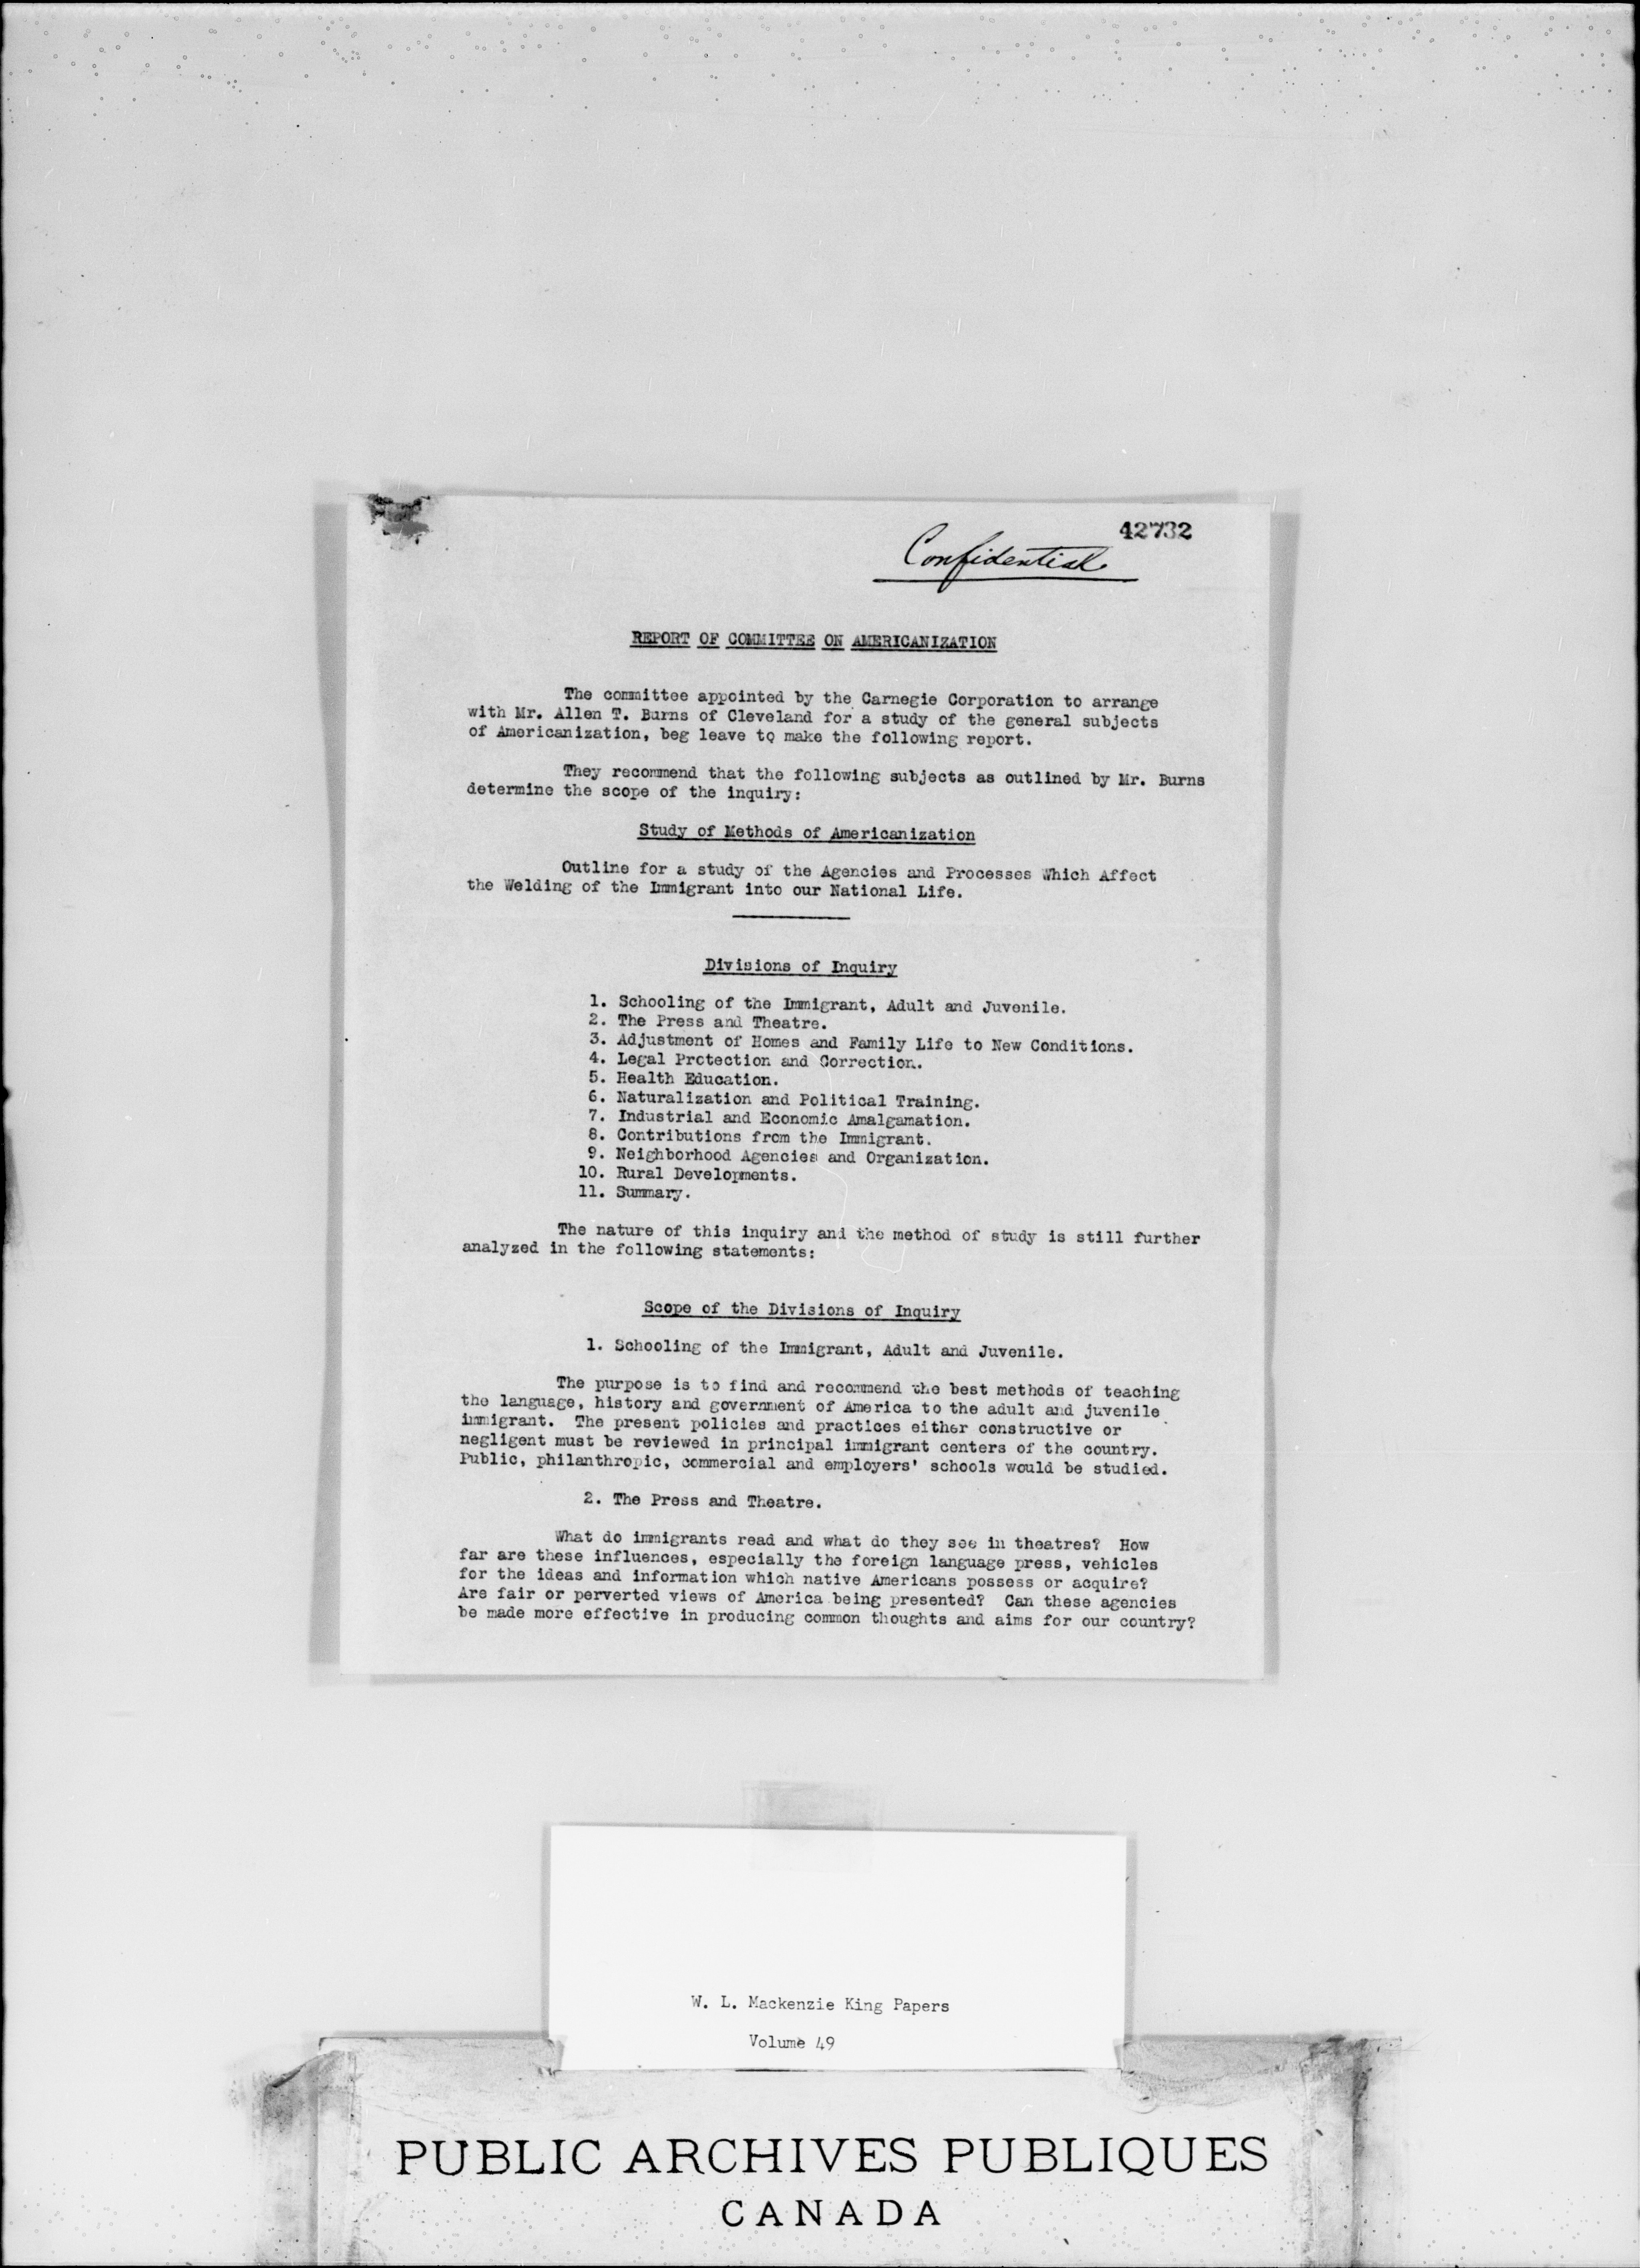 42732
Confidential
REPORT OF COMMITTEE ON AMERICANIZATION
The committee appointed by the Carnegie Corporation to arrange
with Mr. Allen T. Burns of Cleveland for a study of the general subjects
of Americanization, beg leave to make the following report.
They recommend that the following subjects as outlined by Mr. Burns
determine the scope of the inquiry:
Study of Methods of Americanization
Outline for a study of the Agencies and Processes Which Affect
the Welding of the Immigrant into our National Life.
Divisions of Inquiry
1. Schooling of the Immigrant, Adult and Juvenile.
2. The Press and Theatre.
3. Adjustment of Homes and Family Life to New Conditions.
4. Legal Protection and Correction.
5. Health Education.
6. Naturalization and Political Training.
7. Industrial and Economic Amalgamation.
8. Contributions from the Immigrant.
9. Neighborhood Agencies and Organization.
10. Rural Developments.
11. Summary.
The nature of this inquiry and the method of study is still further
analyzed in the following statements:
Scope of the Divisions of Inquiry
1. Schooling of the Immigrant, Adult and Juvenile.
The purpose is to find and recommend the best methods of teaching
the language, history and government of America to the adult and juvenile
immigrant. The present policies and practices either constructive or
negligent must be reviewed in principal immigrant centers of the country.
Public, philanthropic, commercial and employers' schools would be studied.
2. The Press and Theatre.
What do immigrants read and what do they see in theatres? How
far are these influences, especially the foreign language press, vehicles
for the ideas and information which native Americans possess or acquire?
Are fair or perverted views of America being presented? Can these agencies
be made more effective in producing common thoughts and aims for our country?
W. L. Mackenzie King Papers
Volume 49
PUBLIC ARCHIVES PUBLIQUES
CANADA